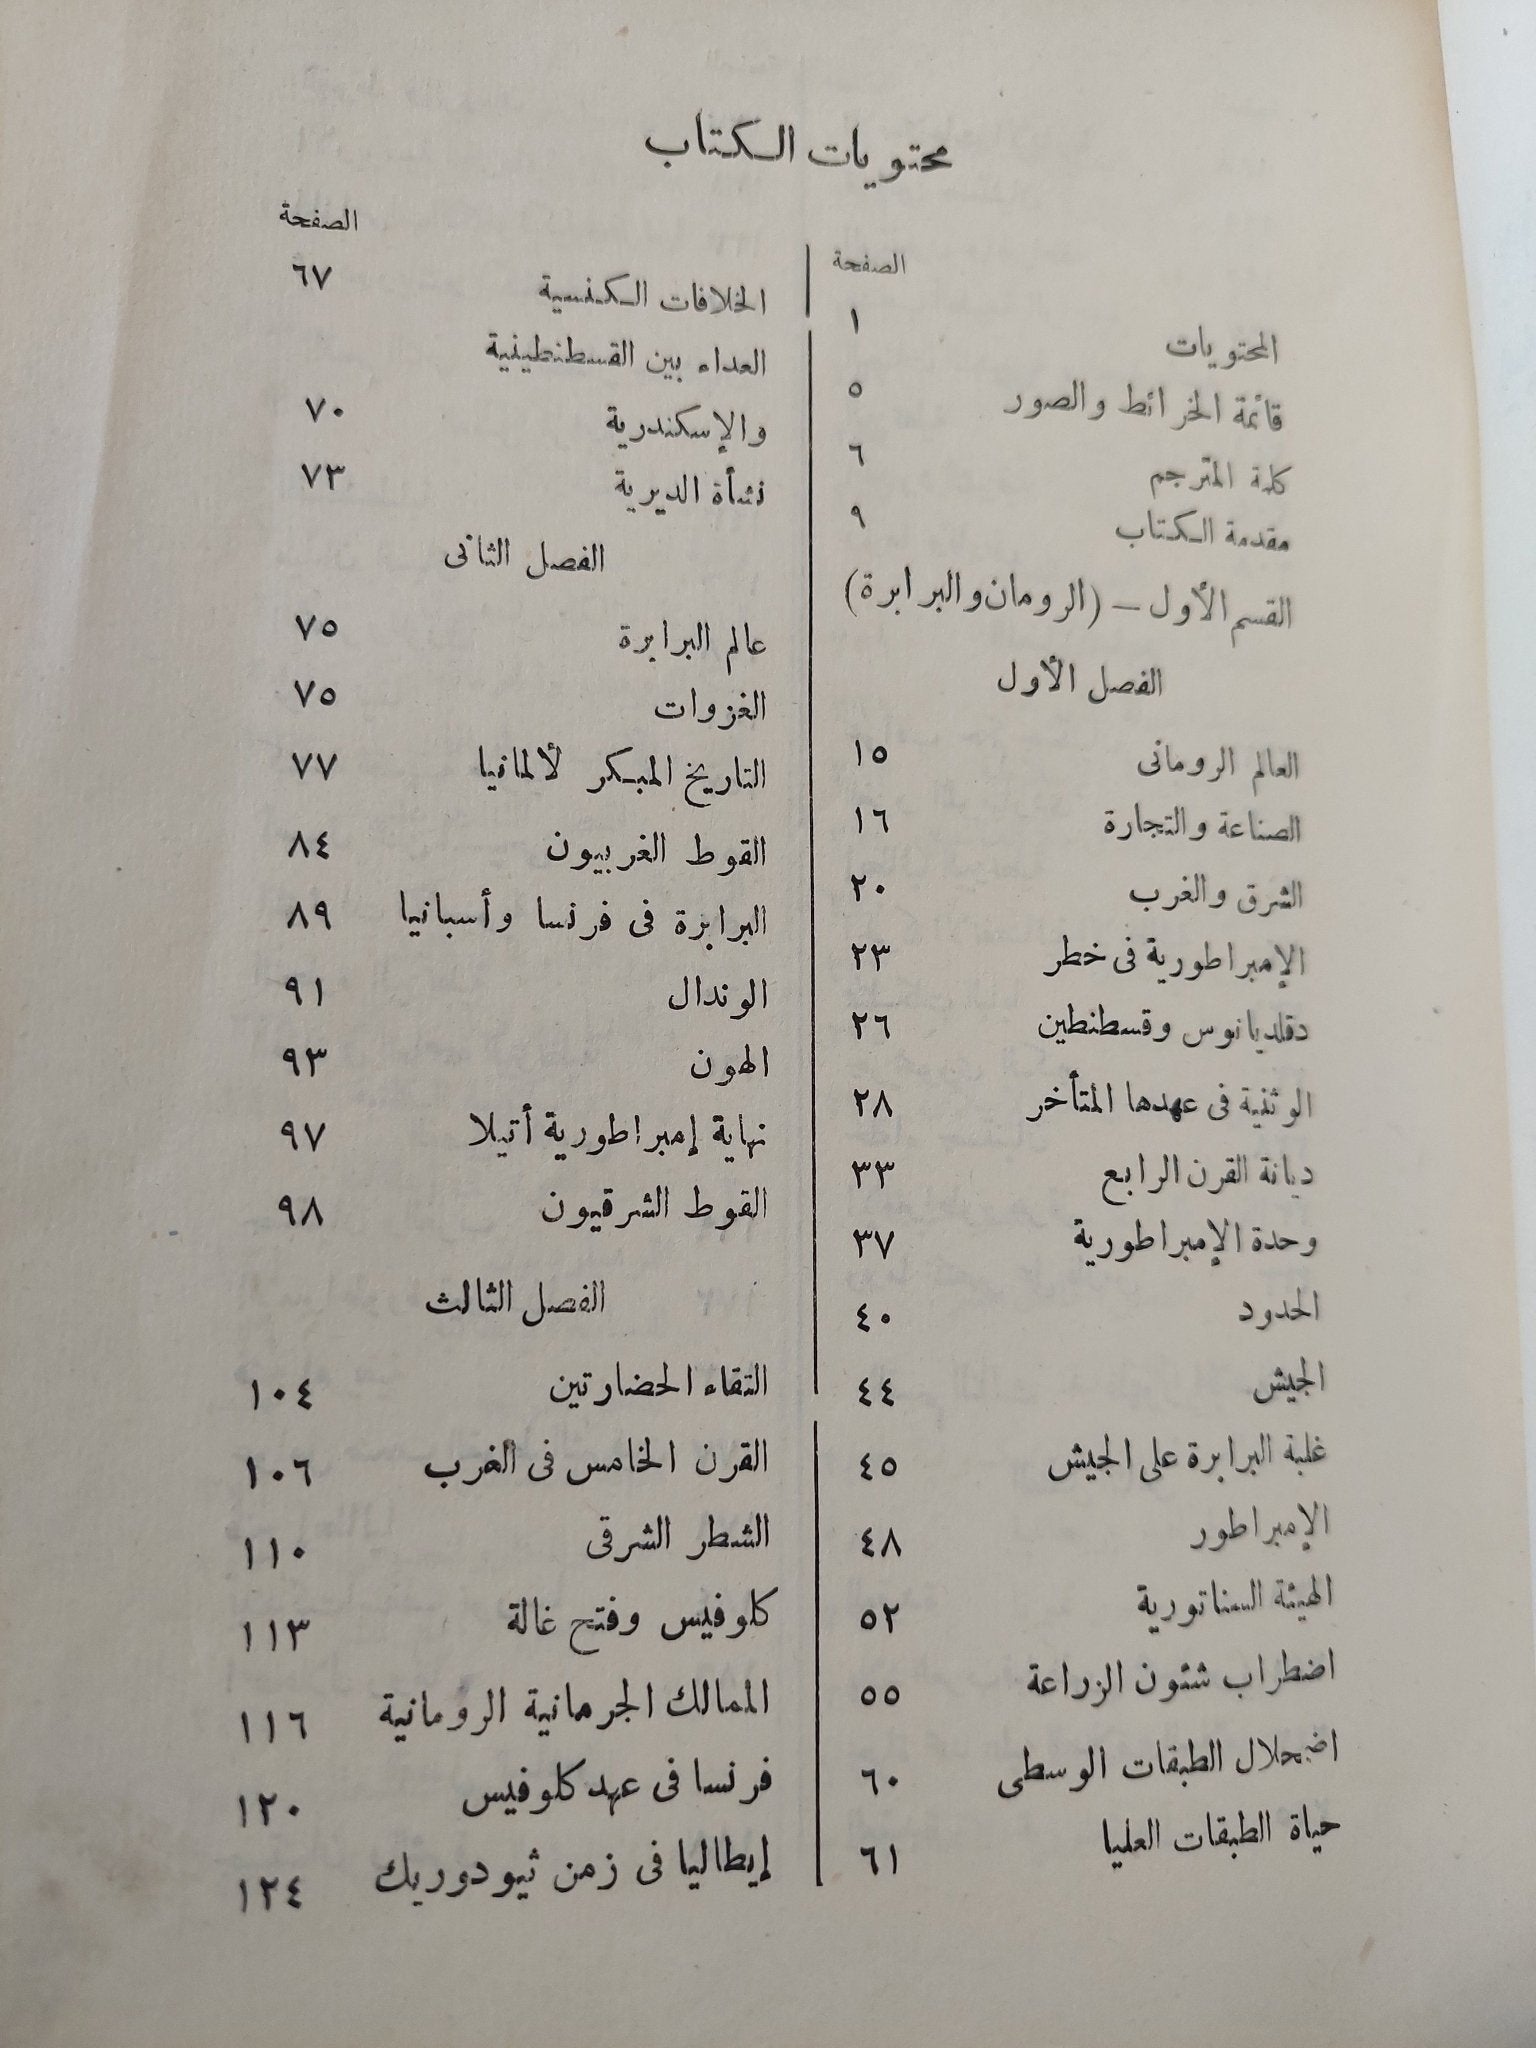 محتويات الكتاب
الصفحة
المحتويات ١
قائمة الخرائط والصور ٥
كلمة المترجم ٦
مقدمة الكتاب ٩
القسم الأول — (الرومان والبرابرة)
الفصل الأول
العالم الرومانى ١٥
الصناعة والتجارة ١٦
الشرق والغرب ٢٠
الإمبراطورية فى خطر ٢٣
دقلديانوس وقسطنطين ٢٦
الوثنية فى عهدها المتأخر ٢٨
ديانة القرن الرابع ٣٣
وحدة الإمبراطورية ٣٧
الحدود ٤٠
الجيش ٤٤
غلبة البرابرة على الجيش ٤٥
الإمبراطور ٤٨
الهيئة السناتورية ٥٢
اضطراب شئون الزراعة ٥٥
اضمحلال الطبقات الوسطى ٦٠
حياة الطبقات العليا ٦١
الصفحة
الخلافات الكنسية ٦٧
العداء بين القسطنطينية
والإسكندرية ٧٠
نشأة الديرية ٧٣
الفصل الثانى
عالم البرابرة ٧٥
الغزوات ٧٥
التاريخ المبكر لألمانيا ٧٧
القوط الغربيون ٨٤
البرابرة فى فرنسا وأسبانيا ٨٩
الوندال ٩١
الهون ٩٣
نهاية إمبراطورية أتيلا ٩٧
القوط الشرقيون ٩٨
الفصل الثالث
التقاء الحضارتين ١٠٤
القرن الخامس فى الغرب ١٠٦
الشطر الشرقى ١١٠
كلوفيس وفتح غالة ١١٣
الممالك الجرمانية الرومانية ١١٦
فرنسا فى عهد كلوفيس ١٢٠
إيطاليا فى زمن ثيودوريك ١٢٤